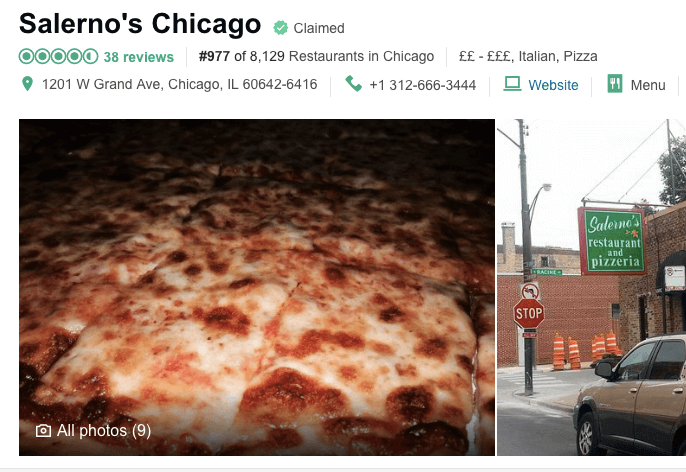 Salerno's Chicago Claimed
38 reviews #977 of 8,129 Restaurants in Chicago ££ - £££, Italian, Pizza
1201 W Grand Ave, Chicago, IL 60642-6416 +1 312-666-3444 Website Menu
Salerno's
restaurant
and
pizzeria
RACINE
STOP
All photos (9)